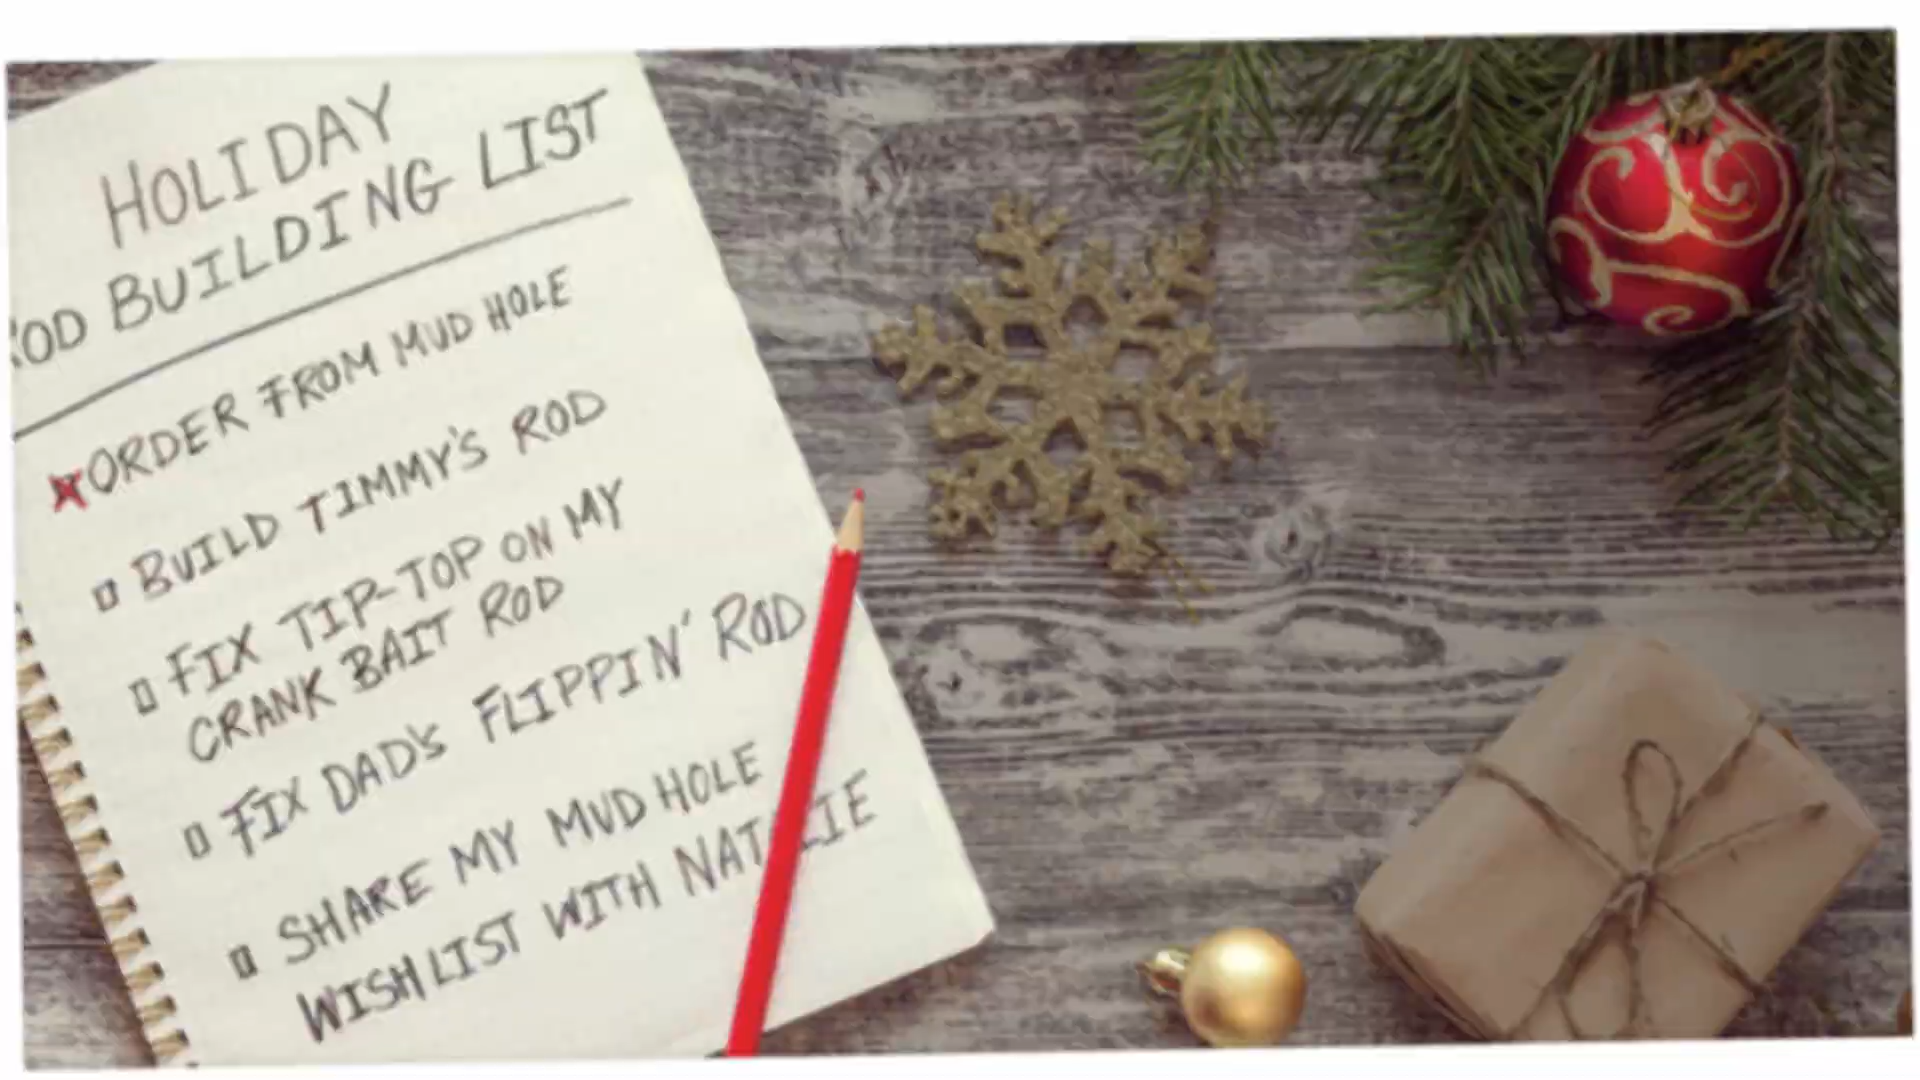 HOLIDAY
ROD BUILDING LIST
ORDER FROM MUD HOLE
BUILD TIMMY'S ROD
FIX TIP-TOP ON MY
CRANK BAIT ROD
FIX DAD'S FLIPPIN' ROD
SHARE MY MUD HOLE
WISHLIST WITH NATALIE